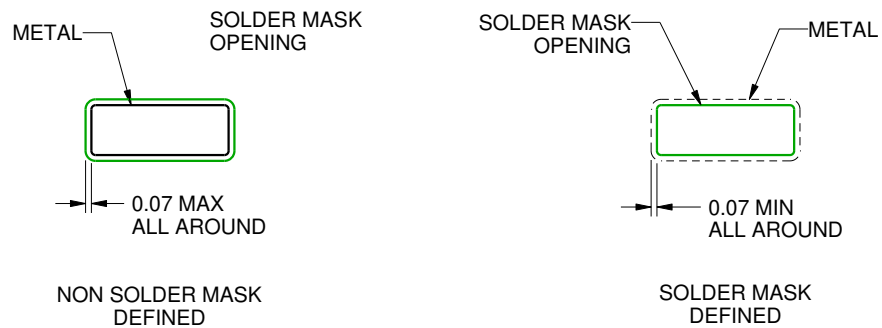 METAL
SOLDER MASK
OPENING
0.07 MAX
ALL AROUND
NON SOLDER MASK
DEFINED
SOLDER MASK
OPENING
METAL
0.07 MIN
ALL AROUND
SOLDER MASK
DEFINED